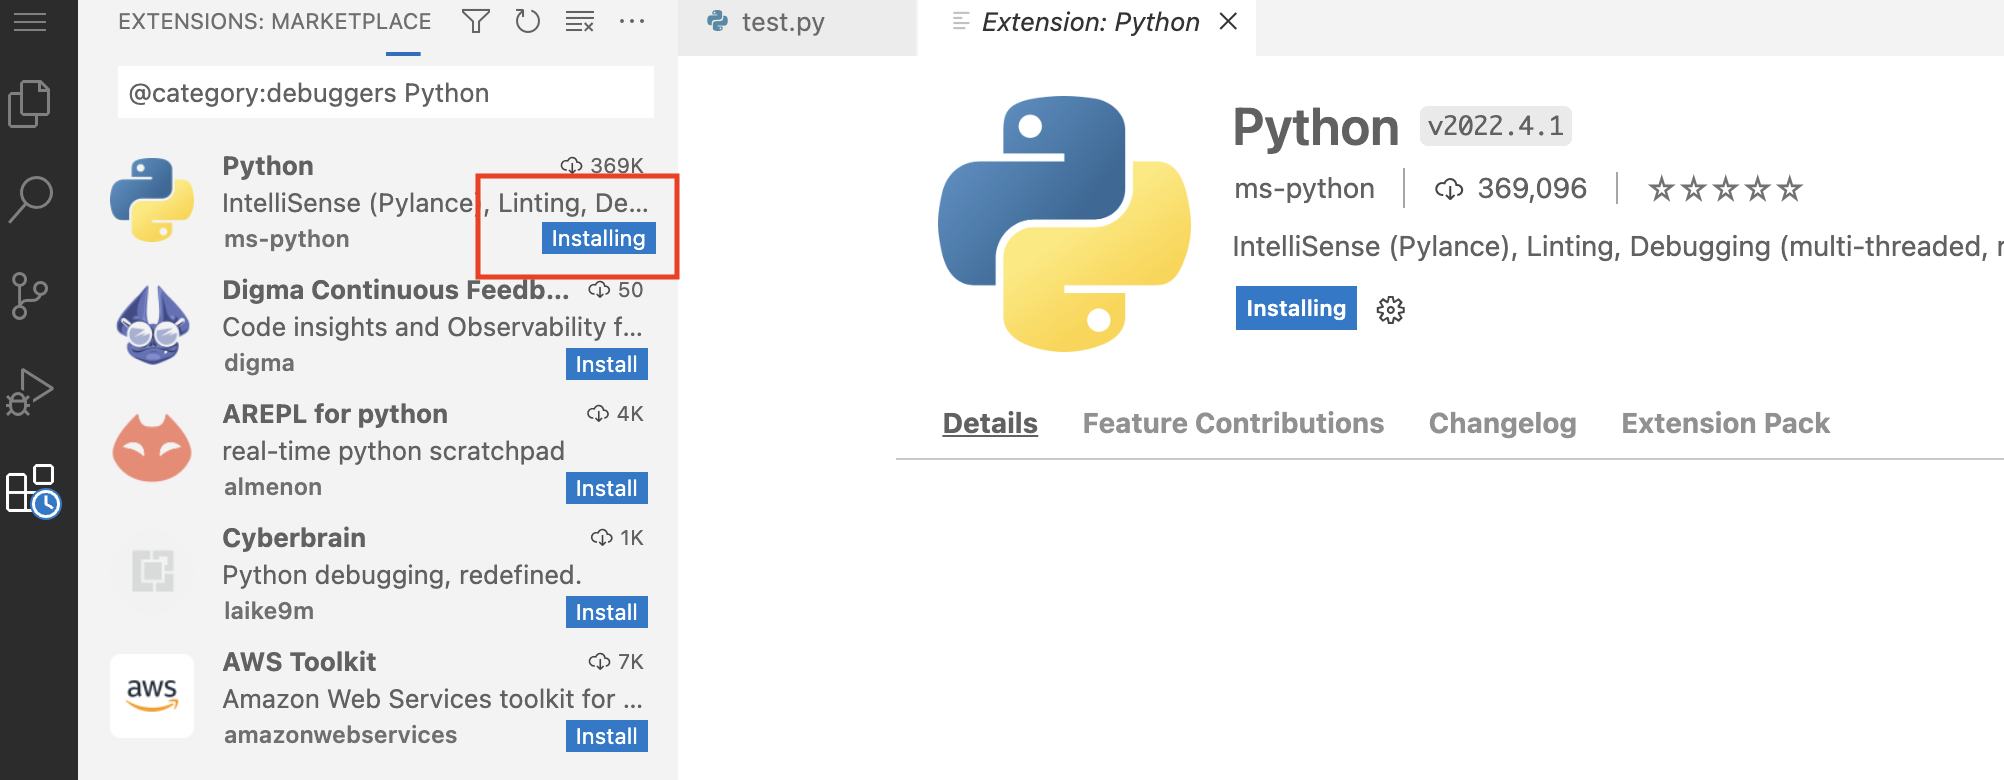 EXTENSIONS: MARKETPLACE
@category:debuggers Python
Python 369K
IntelliSense (Pylance), Linting, De...
ms-python Installing
Digma Continuous Feedb... 50
Code insights and Observability f...
digma Install
AREPL for python 4K
real-time python scratchpad
almenon Install
Cyberbrain 1K
Python debugging, redefined.
laike9m Install
aws
AWS Toolkit 7K
Amazon Web Services toolkit for ...
amazonwebservices Install
test.py
Extension: Python
Python v2022.4.1
ms-python 369,096
IntelliSense (Pylance), Linting, Debugging (multi-threaded, r
Installing
Details Feature Contributions Changelog Extension Pack